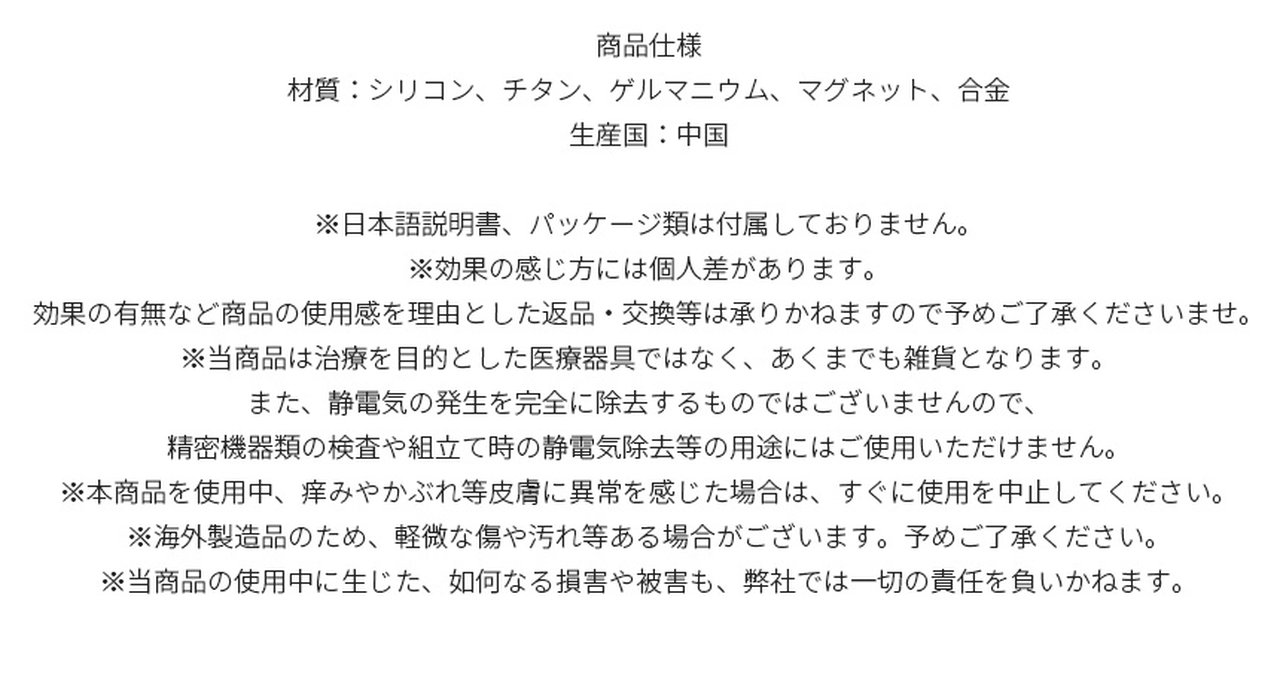 商品仕様
材質：シリコン、チタン、ゲルマニウム、マグネット、合金
生産国：中国
※日本語説明書、パッケージ類は付属しておりません。
※効果の感じ方には個人差があります。
効果の有無など商品の使用感を理由とした返品・交換等は承りかねますので予めご了承くださいませ。
※当商品は治療を目的とした医療器具ではなく、あくまでも雑貨となります。
また、静電気の発生を完全に除去するものではございませんので、
精密機器類の検査や組立て時の静電気除去等の用途にはご使用いただけません。
※本商品を使用中、痒みやかぶれ等皮膚に異常を感じた場合は、すぐに使用を中止してください。
※海外製造品のため、軽微な傷や汚れ等ある場合がございます。予めご了承ください。
※当商品の使用中に生じた、如何なる損害や被害も、弊社では一切の責任を負いかねます。